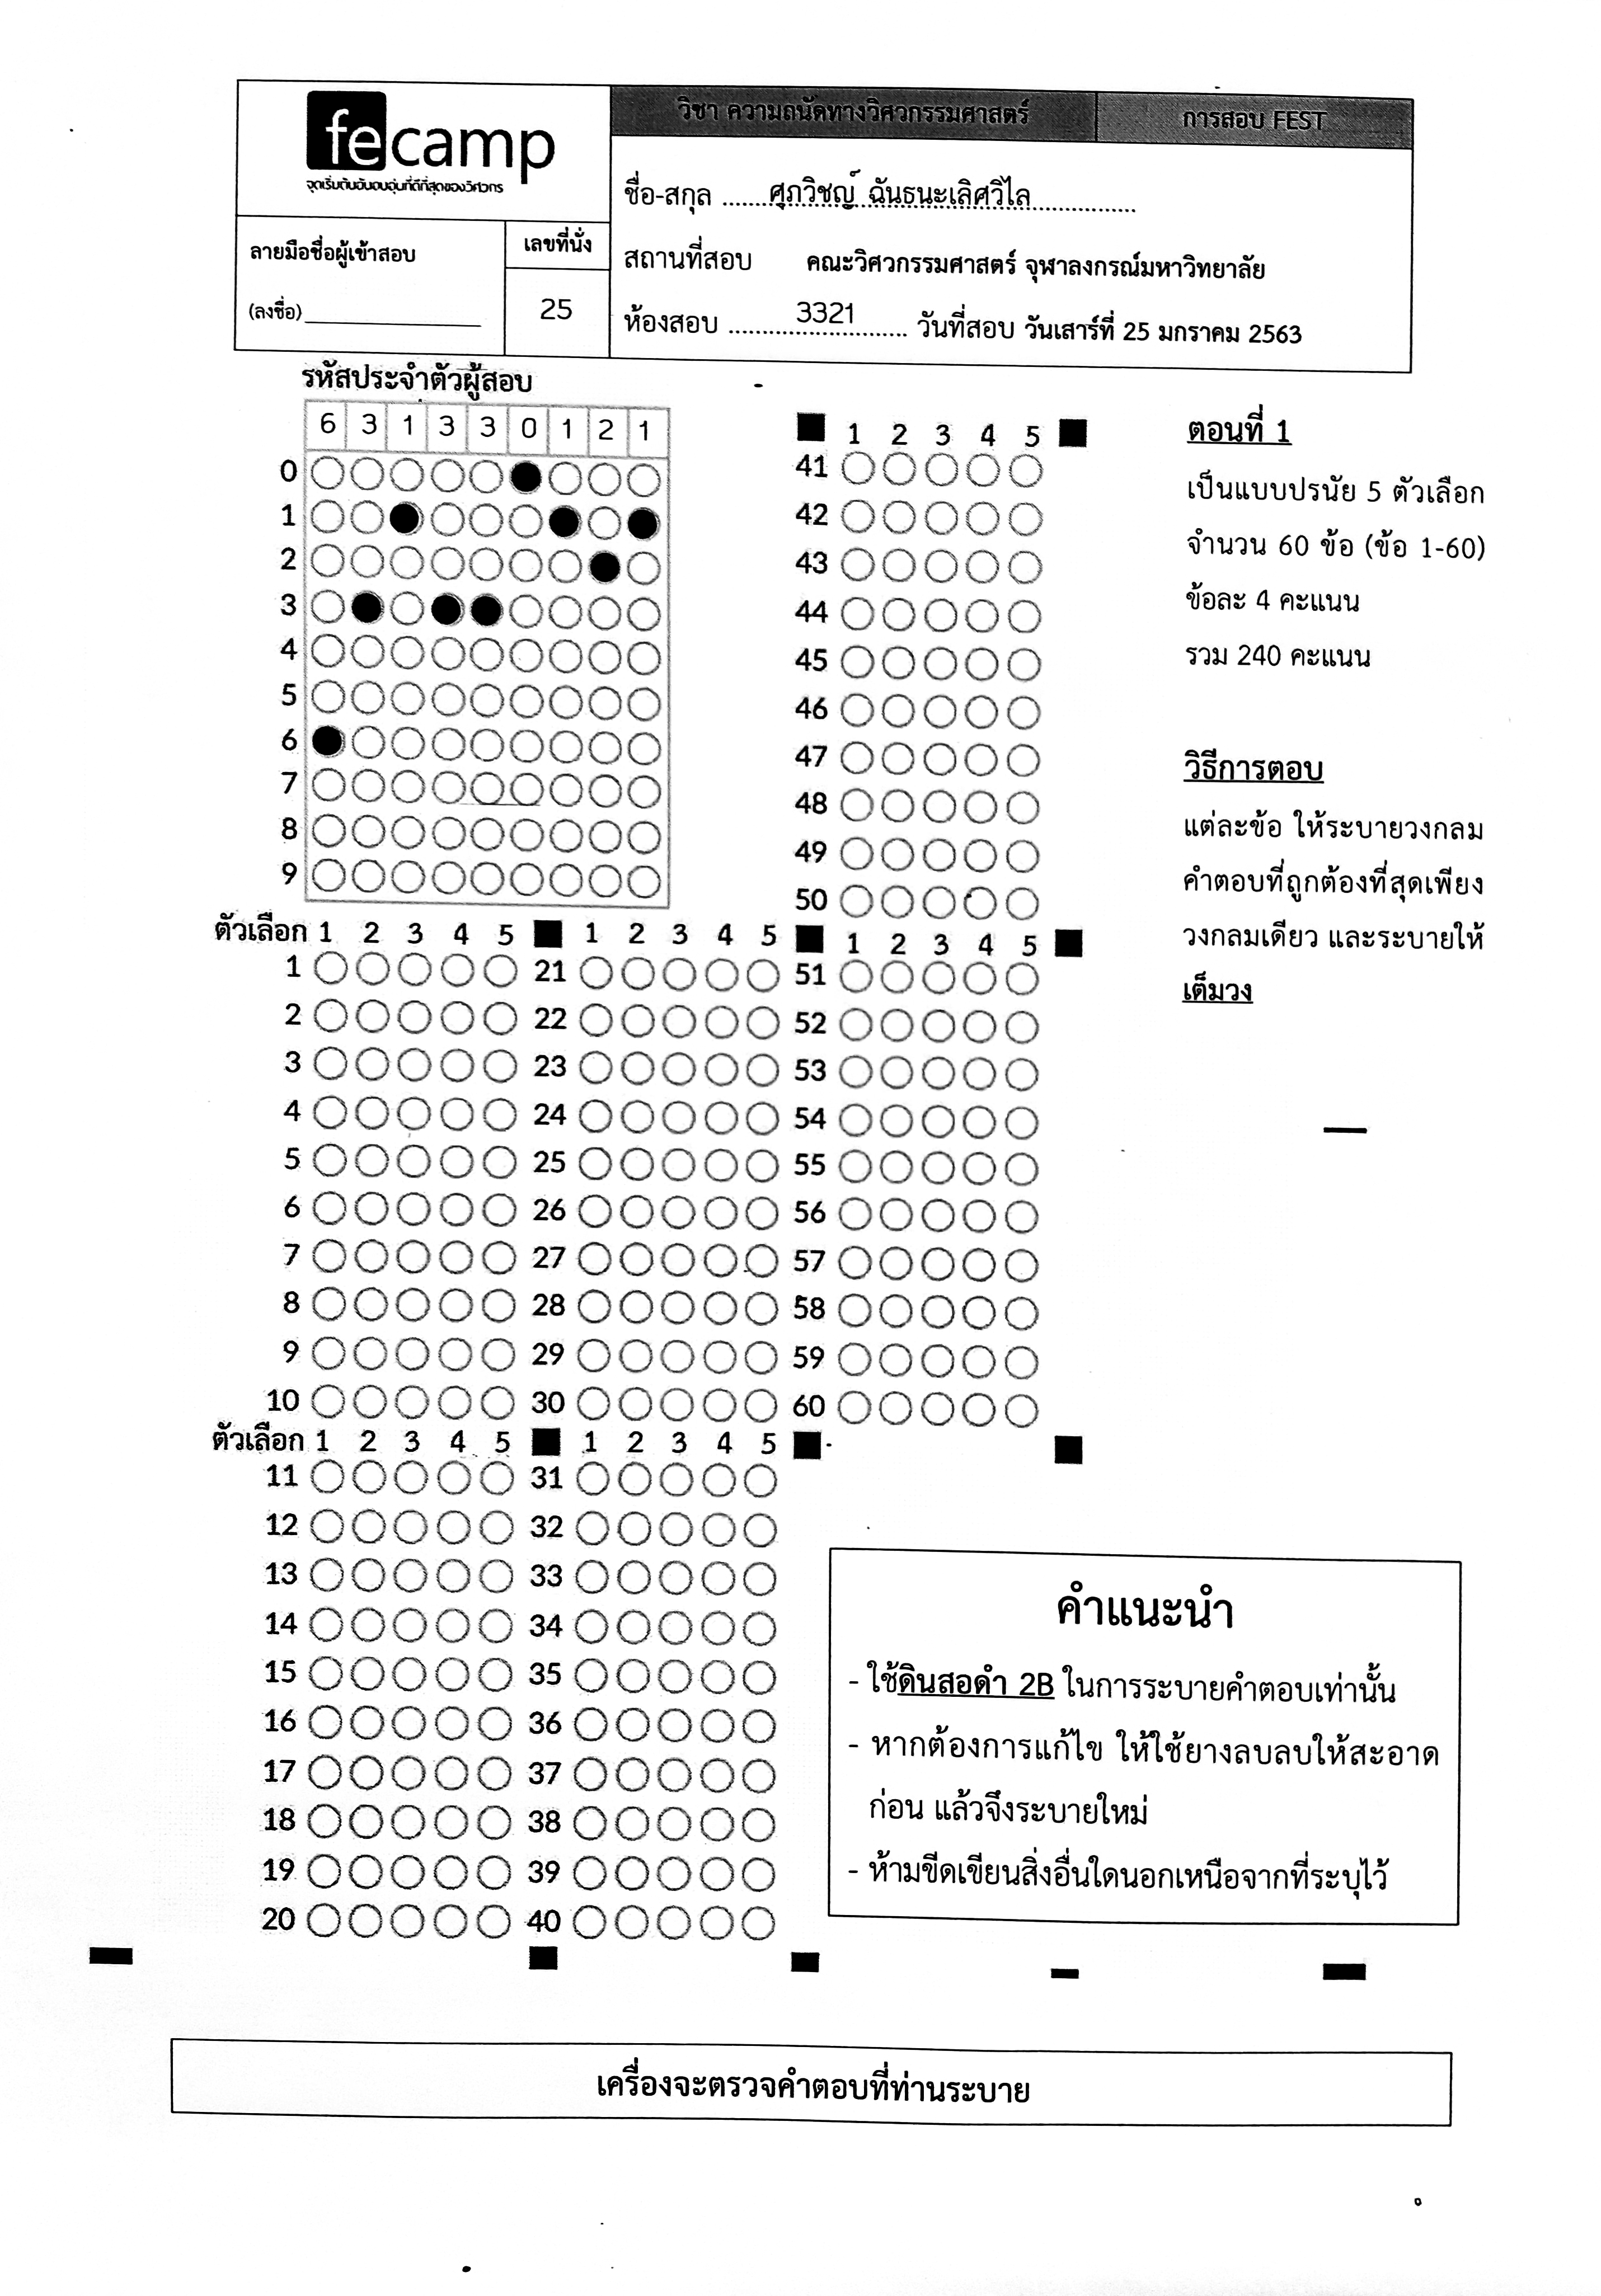 fecamp
จุดเริ่มต้นอันอบอุ่นที่ดีที่สุดของวิศวกร
วิชา ความถนัดทางวิศวกรรมศาสตร์ การสอบ FEST
ชื่อ-สกุล ศุภวิชญ์ ฉันธนะเลิศวิไล
ลายมือชื่อผู้เข้าสอบ เลขที่นั่ง
สถานที่สอบ คณะวิศวกรรมศาสตร์ จุฬาลงกรณ์มหาวิทยาลัย
(ลงชื่อ) 25
ห้องสอบ 3321 วันที่สอบ วันเสาร์ที่ 25 มกราคม 2563
รหัสประจำตัวผู้สอบ
6 3 1 3 3 0 1 2 1
0
1
2
3
4
5
6
7
8
9
1 2 3 4 5
41
42
43
44
45
46
47
48
49
50
ตอนที่ 1
เป็นแบบปรนัย 5 ตัวเลือก
จำนวน 60 ข้อ (ข้อ 1-60)
ข้อละ 4 คะแนน
รวม 240 คะแนน
วิธีการตอบ
แต่ละข้อ ให้ระบายวงกลม
คำตอบที่ถูกต้องที่สุดเพียง
วงกลมเดียว และระบายให้
เต็มวง
ตัวเลือก 1 2 3 4 5 1 2 3 4 5 1 2 3 4 5
1 21 51
2 22 52
3 23 53
4 24 54
5 25 55
6 26 56
7 27 57
8 28 58
9 29 59
10 30 60
ตัวเลือก 1 2 3 4 5 1 2 3 4 5
11 31
12 32
13 33
14 34
15 35
16 36
17 37
18 38
19 39
20 40
คำแนะนำ
- ใช้ดินสอดำ 2B ในการระบายคำตอบเท่านั้น
- หากต้องการแก้ไข ให้ใช้ยางลบลบให้สะอาด
ก่อน แล้วจึงระบายใหม่
- ห้ามขีดเขียนสิ่งอื่นใดนอกเหนือจากที่ระบุไว้
เครื่องจะตรวจคำตอบที่ท่านระบาย